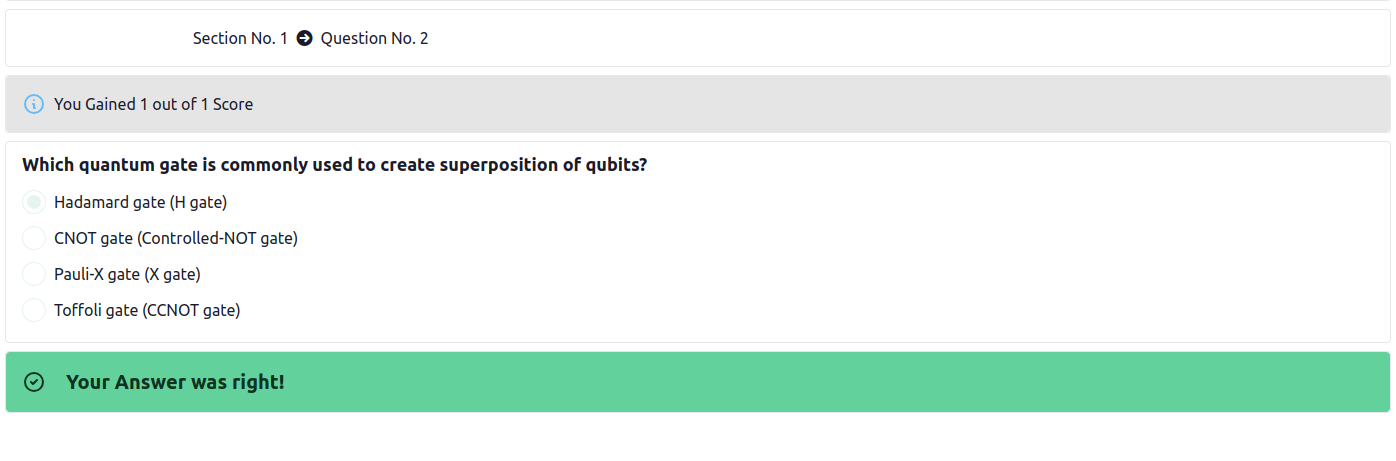 Section No. 1 Question No. 2
You Gained 1 out of 1 Score
Which quantum gate is commonly used to create superposition of qubits?
Hadamard gate (H gate)
CNOT gate (Controlled-NOT gate)
Pauli-X gate (X gate)
Toffoli gate (CCNOT gate)
Your Answer was right!